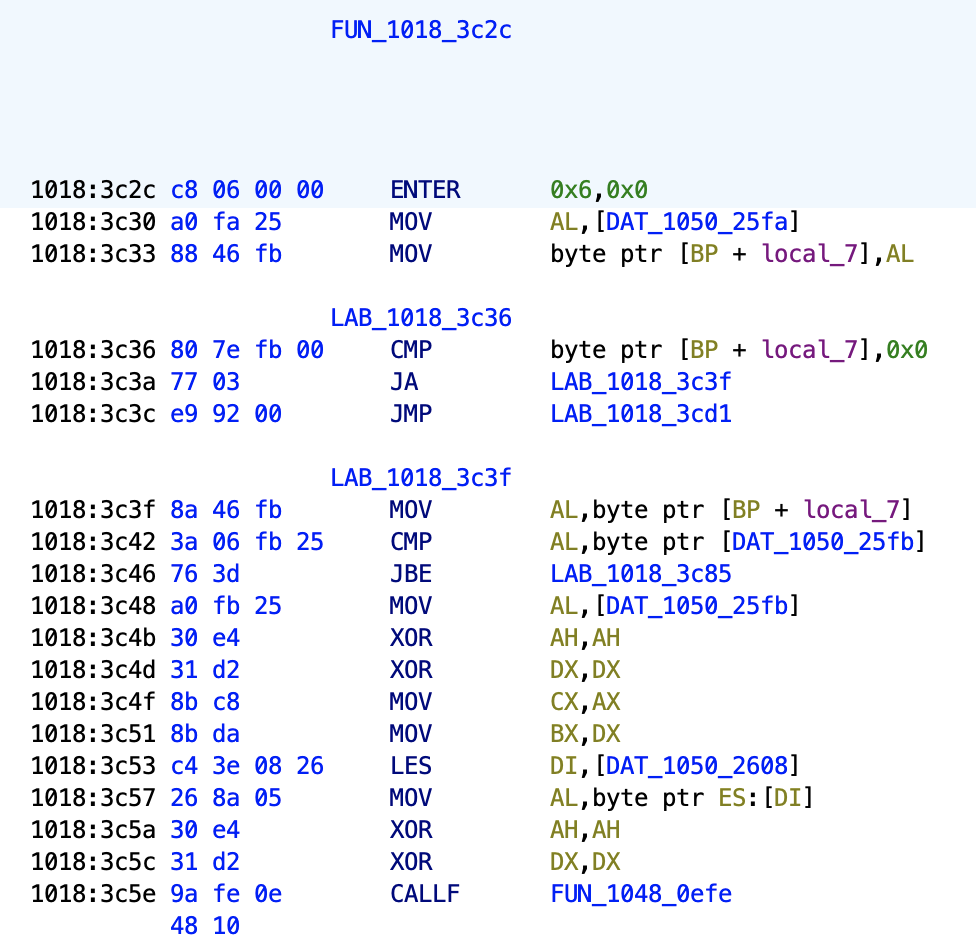 FUN_1018_3c2c
1018:3c2c c8 06 00 00 ENTER 0x6,0x0
1018:3c30 a0 fa 25 MOV AL,[DAT_1050_25fa]
1018:3c33 88 46 fb MOV byte ptr [BP + local_7],AL
LAB_1018_3c36
1018:3c36 80 7e fb 00 CMP byte ptr [BP + local_7],0x0
1018:3c3a 77 03 JA LAB_1018_3c3f
1018:3c3c e9 92 00 JMP LAB_1018_3cd1
LAB_1018_3c3f
1018:3c3f 8a 46 fb MOV AL,byte ptr [BP + local_7]
1018:3c42 3a 06 fb 25 CMP AL,byte ptr [DAT_1050_25fb]
1018:3c46 76 3d JBE LAB_1018_3c85
1018:3c48 a0 fb 25 MOV AL,[DAT_1050_25fb]
1018:3c4b 30 e4 XOR AH,AH
1018:3c4d 31 d2 XOR DX,DX
1018:3c4f 8b c8 MOV CX,AX
1018:3c51 8b da MOV BX,DX
1018:3c53 c4 3e 08 26 LES DI,[DAT_1050_2608]
1018:3c57 26 8a 05 MOV AL,byte ptr ES:[DI]
1018:3c5a 30 e4 XOR AH,AH
1018:3c5c 31 d2 XOR DX,DX
1018:3c5e 9a fe 0e CALLF FUN_1048_0efe
48 10